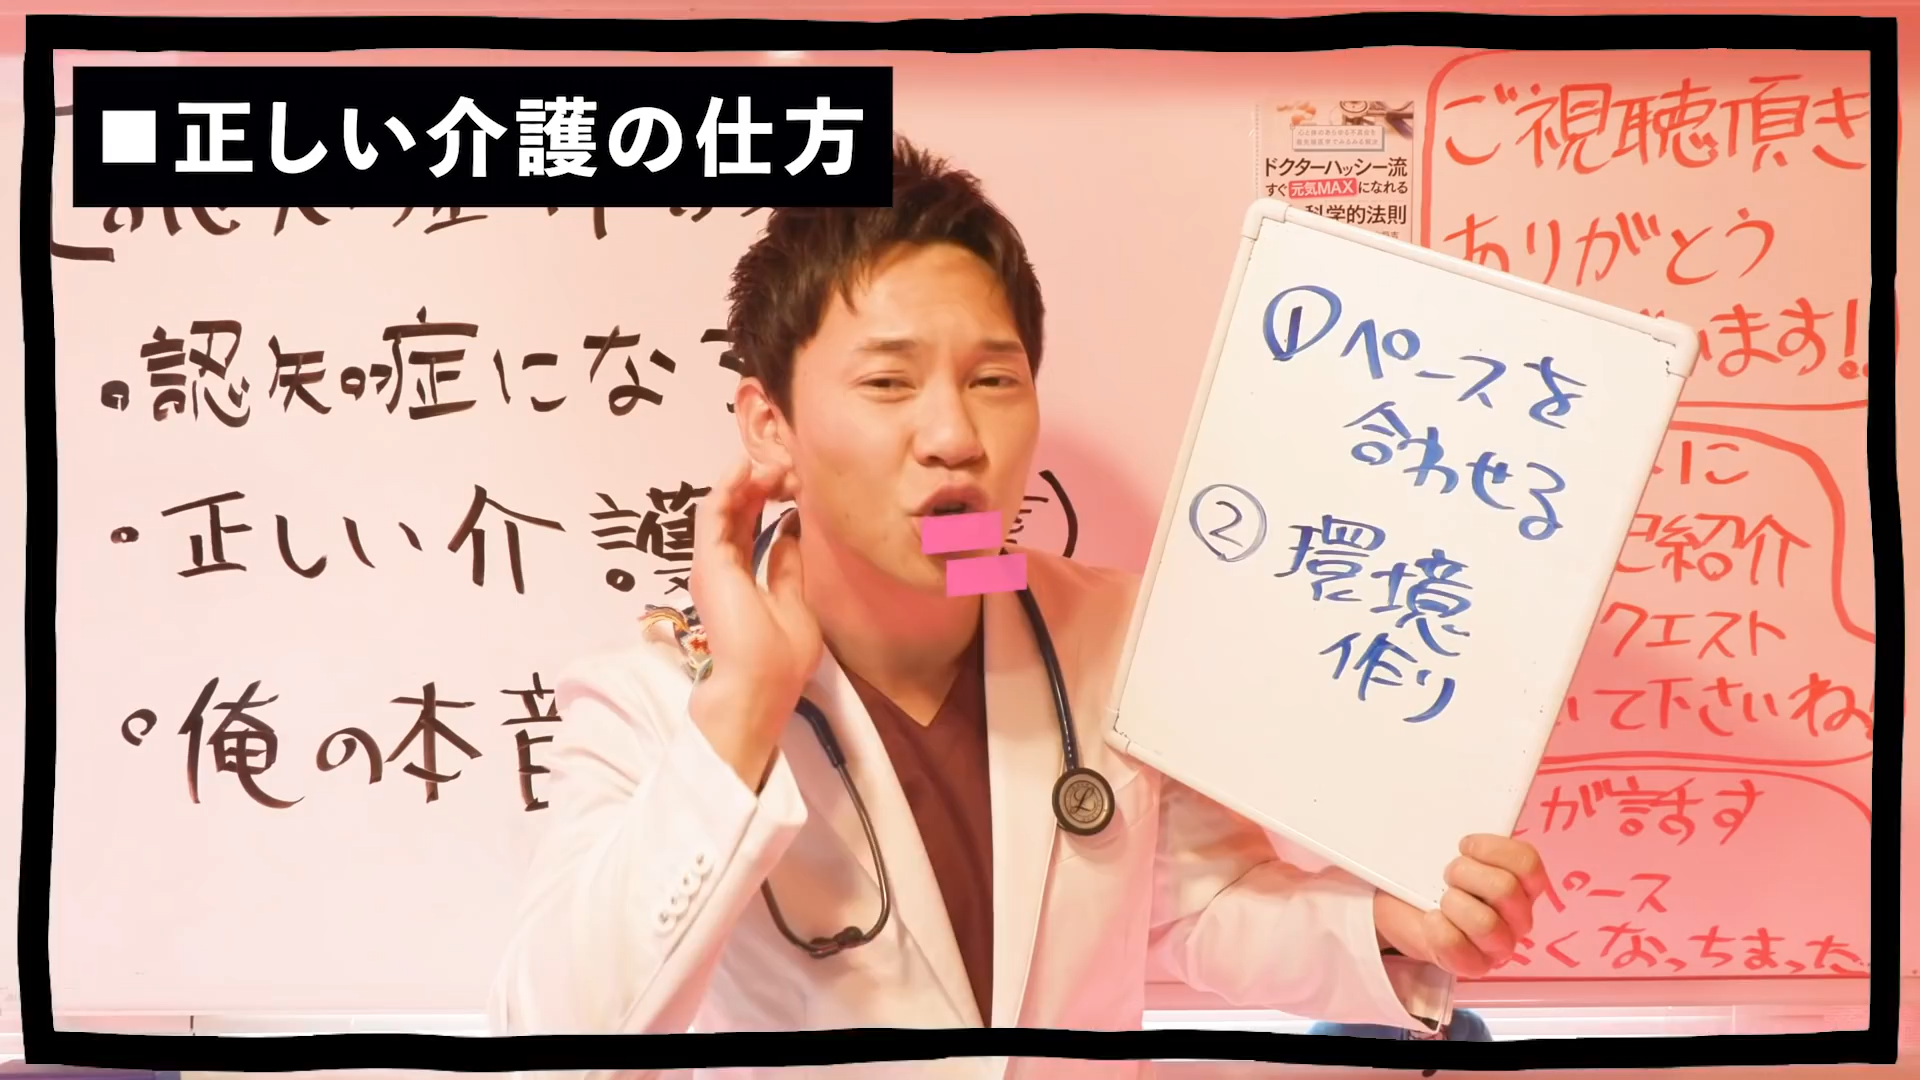 ■正しい介護の仕方
・認知症にな
・正しい介護
・俺の本音
ドクターハッシー流
すぐ元気MAXになれる
科学的法則
①ペースを
合わせる
②環境
作り
ご視聴頂き
ありがとう
います!!
に
紹介
クエスト
いて下さいね!
が話す
ペース
くなっちまった